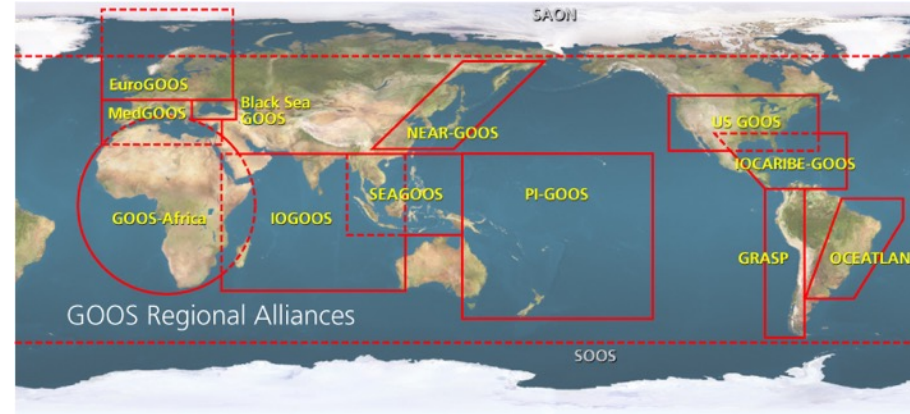 SAON
EuroGOOS
MedGOOS
Black Sea
GOOS
NEAR-GOOS
US GOOS
IOCARIBE-GOOS
GOOS-Africa
IOGOOS
SEAGOOS
PI-GOOS
GRASP
OCEATLAN
GOOS Regional Alliances
SOOS